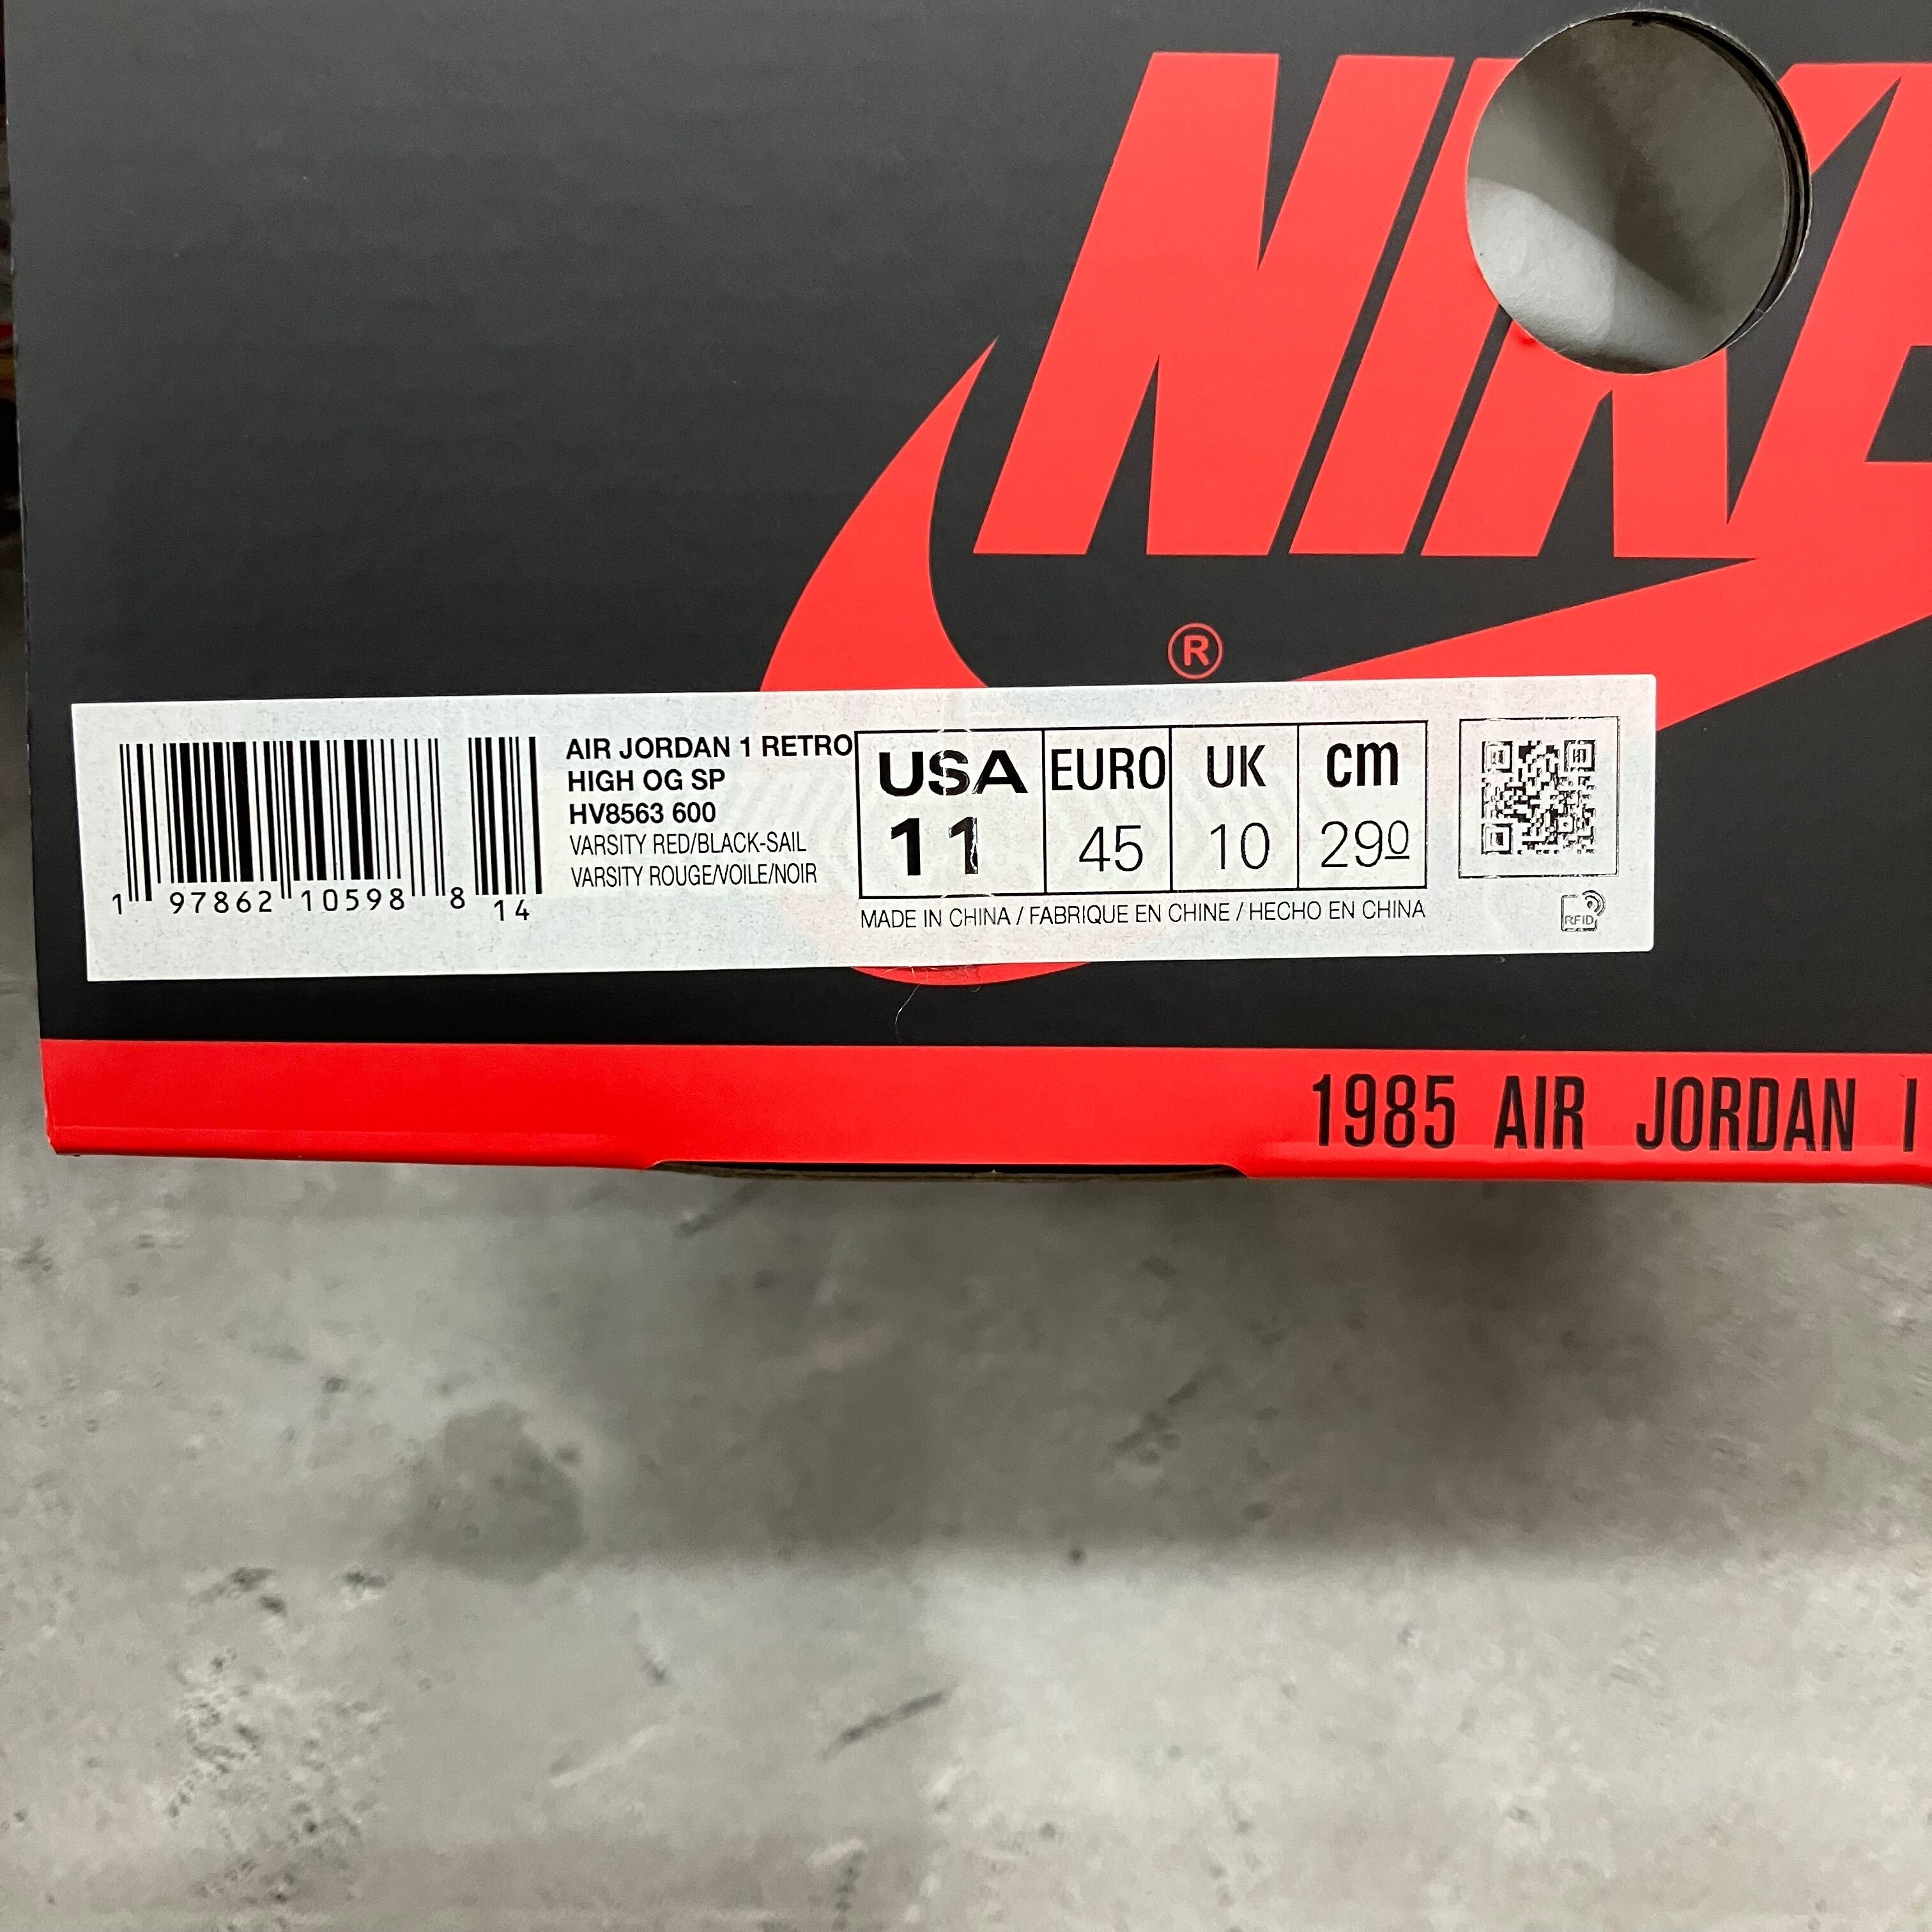 NIKE
®
AIR JORDAN 1 RETRO
HIGH OG SP
HV8563 600
VARSITY RED/BLACK-SAIL
VARSITY ROUGE/VOILE/NOIR
1 97862 10598 8
14
USA EURO UK cm
11 45 10 290
MADE IN CHINA / FABRIQUE EN CHINE / HECHO EN CHINA
RFID
1985 AIR JORDAN I